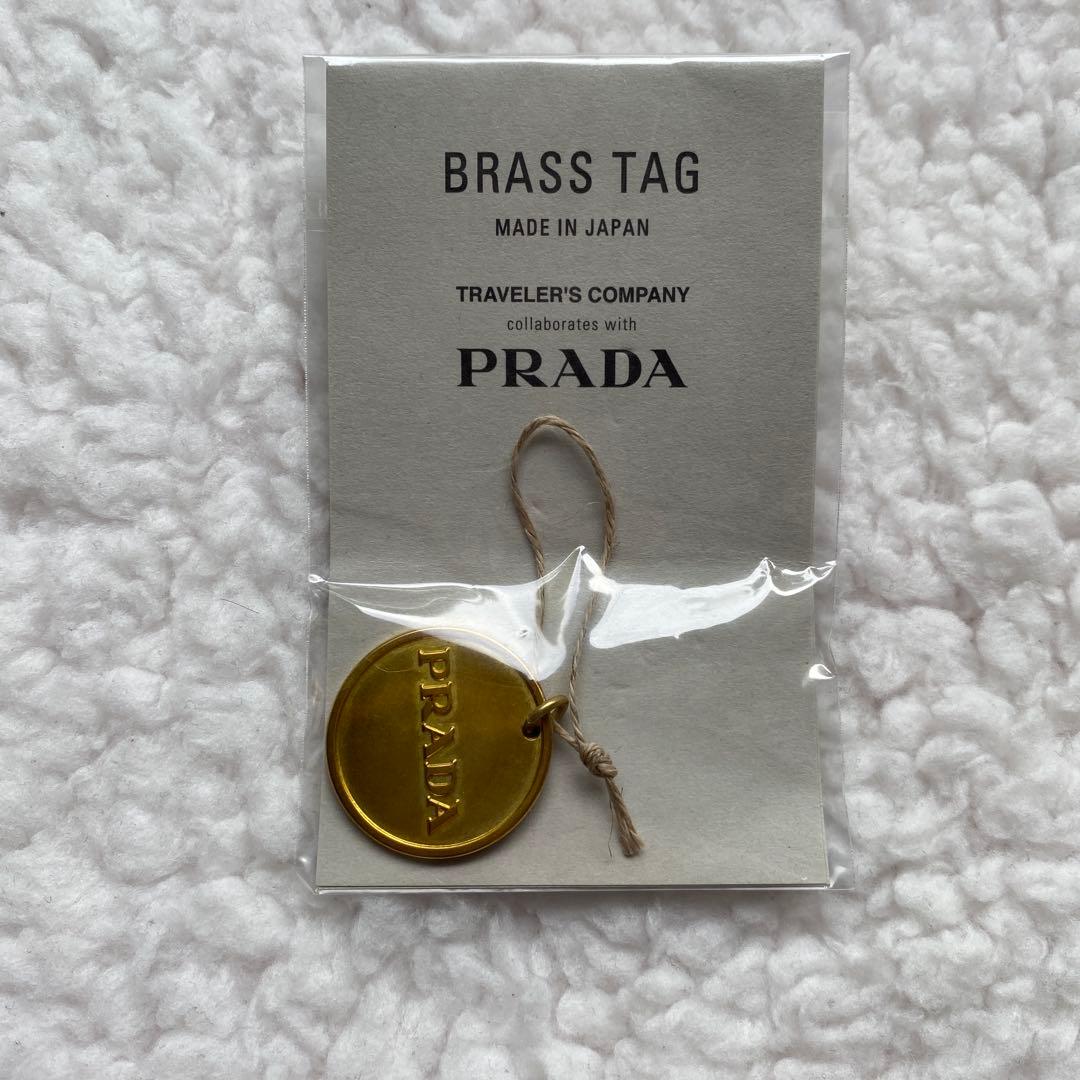 BRASS TAG
MADE IN JAPAN
TRAVELER'S COMPANY
collaborates with
PRADA
PRADA